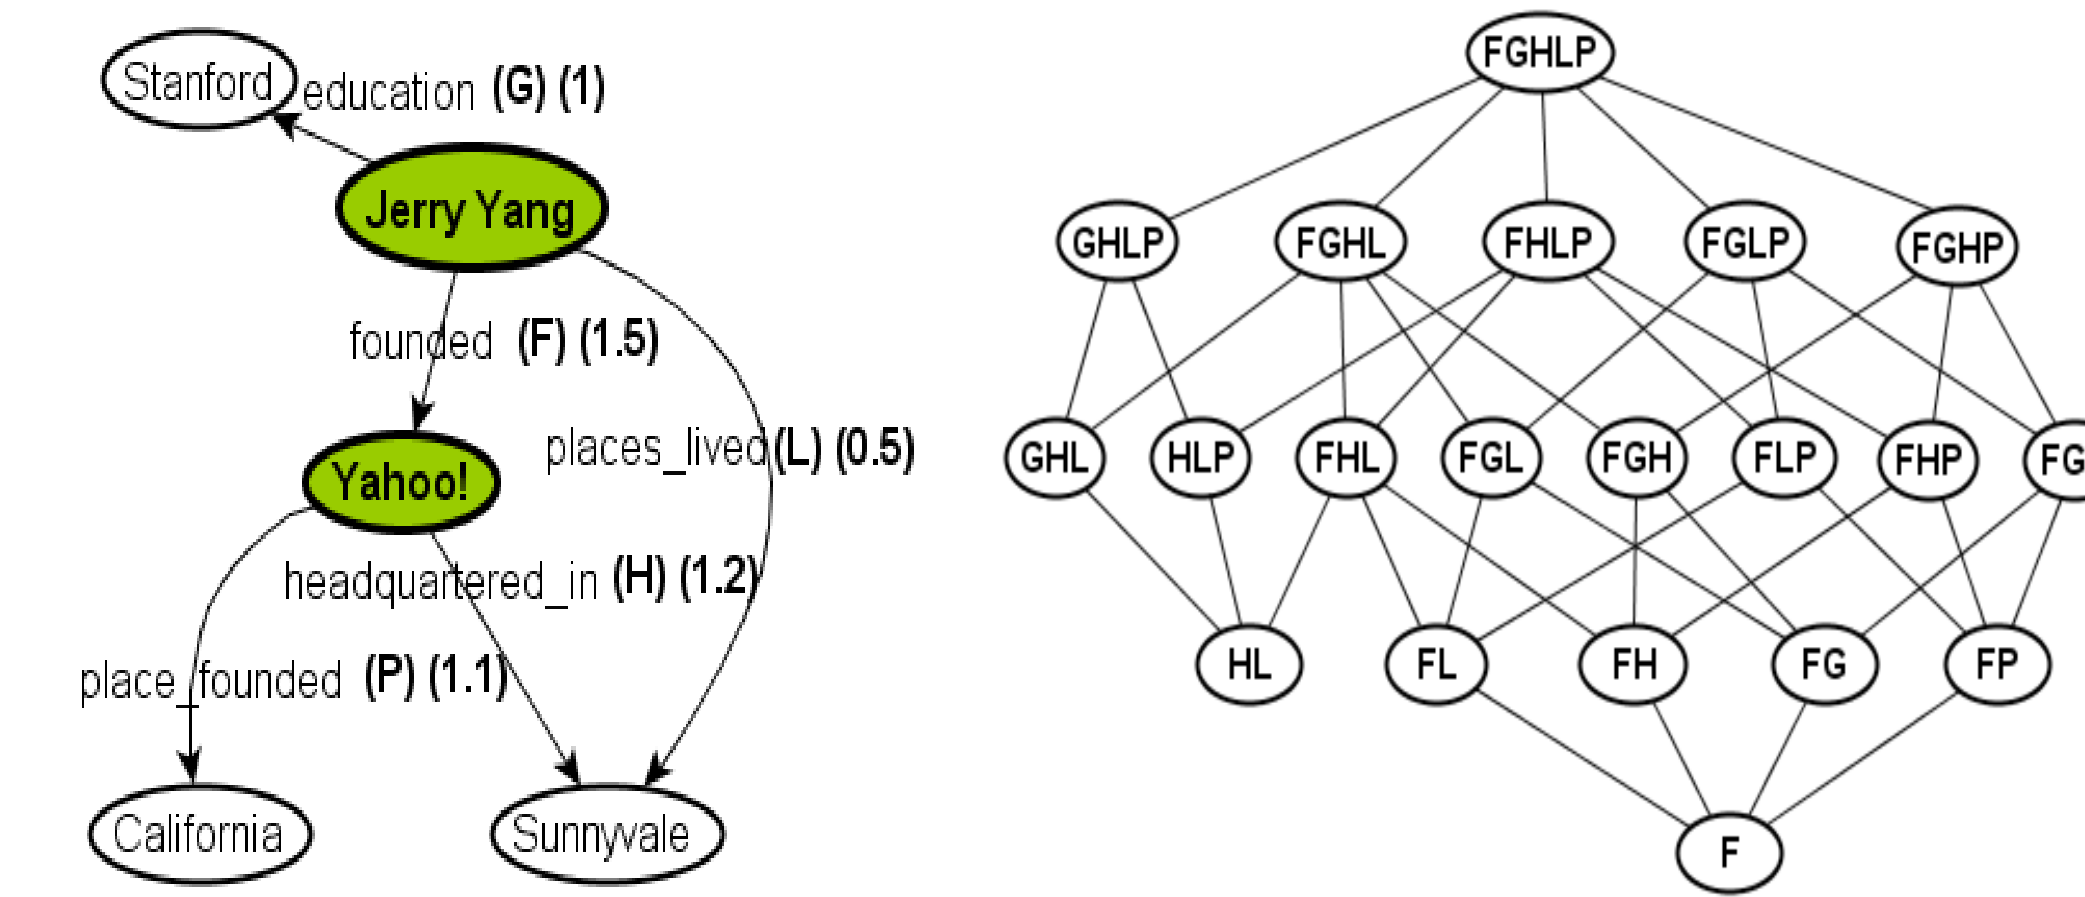 Stanford
education (G) (1)
Jerry Yang
founded (F) (1.5)
places_lived(L) (0.5)
Yahoo!
headquartered_in (H) (1.2)
place_founded (P) (1.1)
California
Sunnyvale
FGHLP
GHLP FGHL FHLP FGLP FGHP
GHL HLP FHL FGL FGH FLP FHP FG
HL FL FH FG FP
F